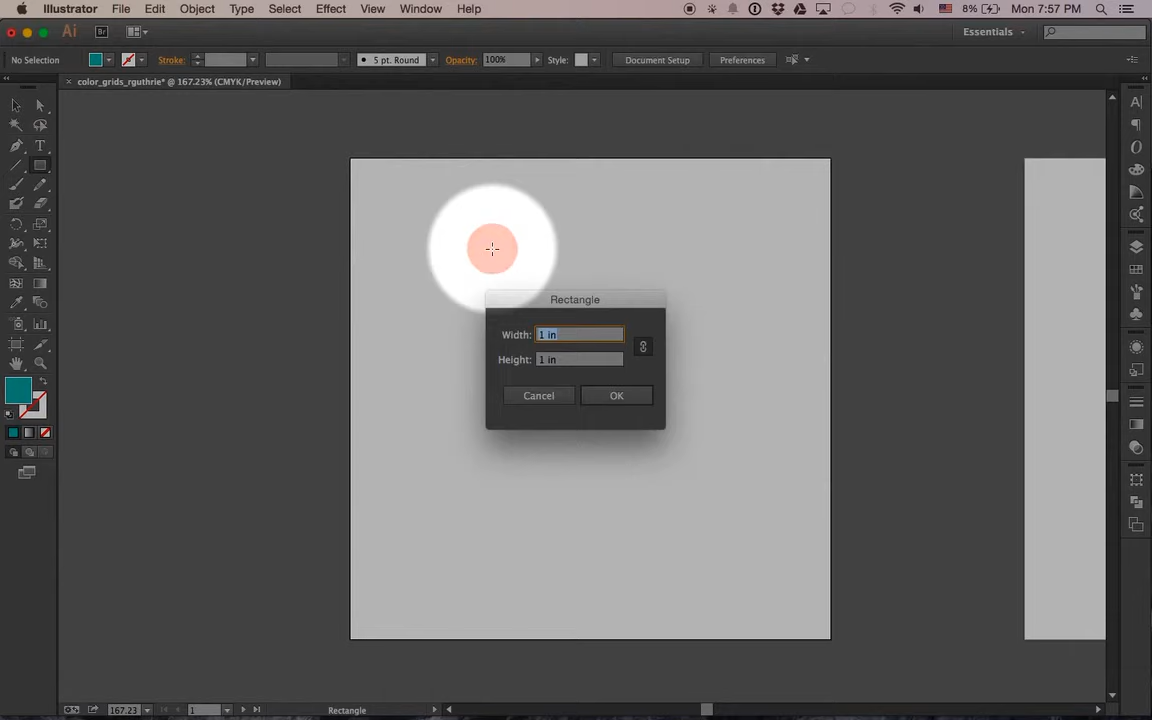 Illustrator File Edit Object Type Select Effect View Window Help 8% Mon 7:57 PM
Ai Br Essentials
No Selection Stroke: 5 pt. Round Opacity: 100% Style: Document Setup Preferences
× color_grids_rguthrie* @ 167.23% (CMYK/Preview)
Rectangle
Width: 1 in
Height: 1 in
Cancel OK
167.23 1 Rectangle